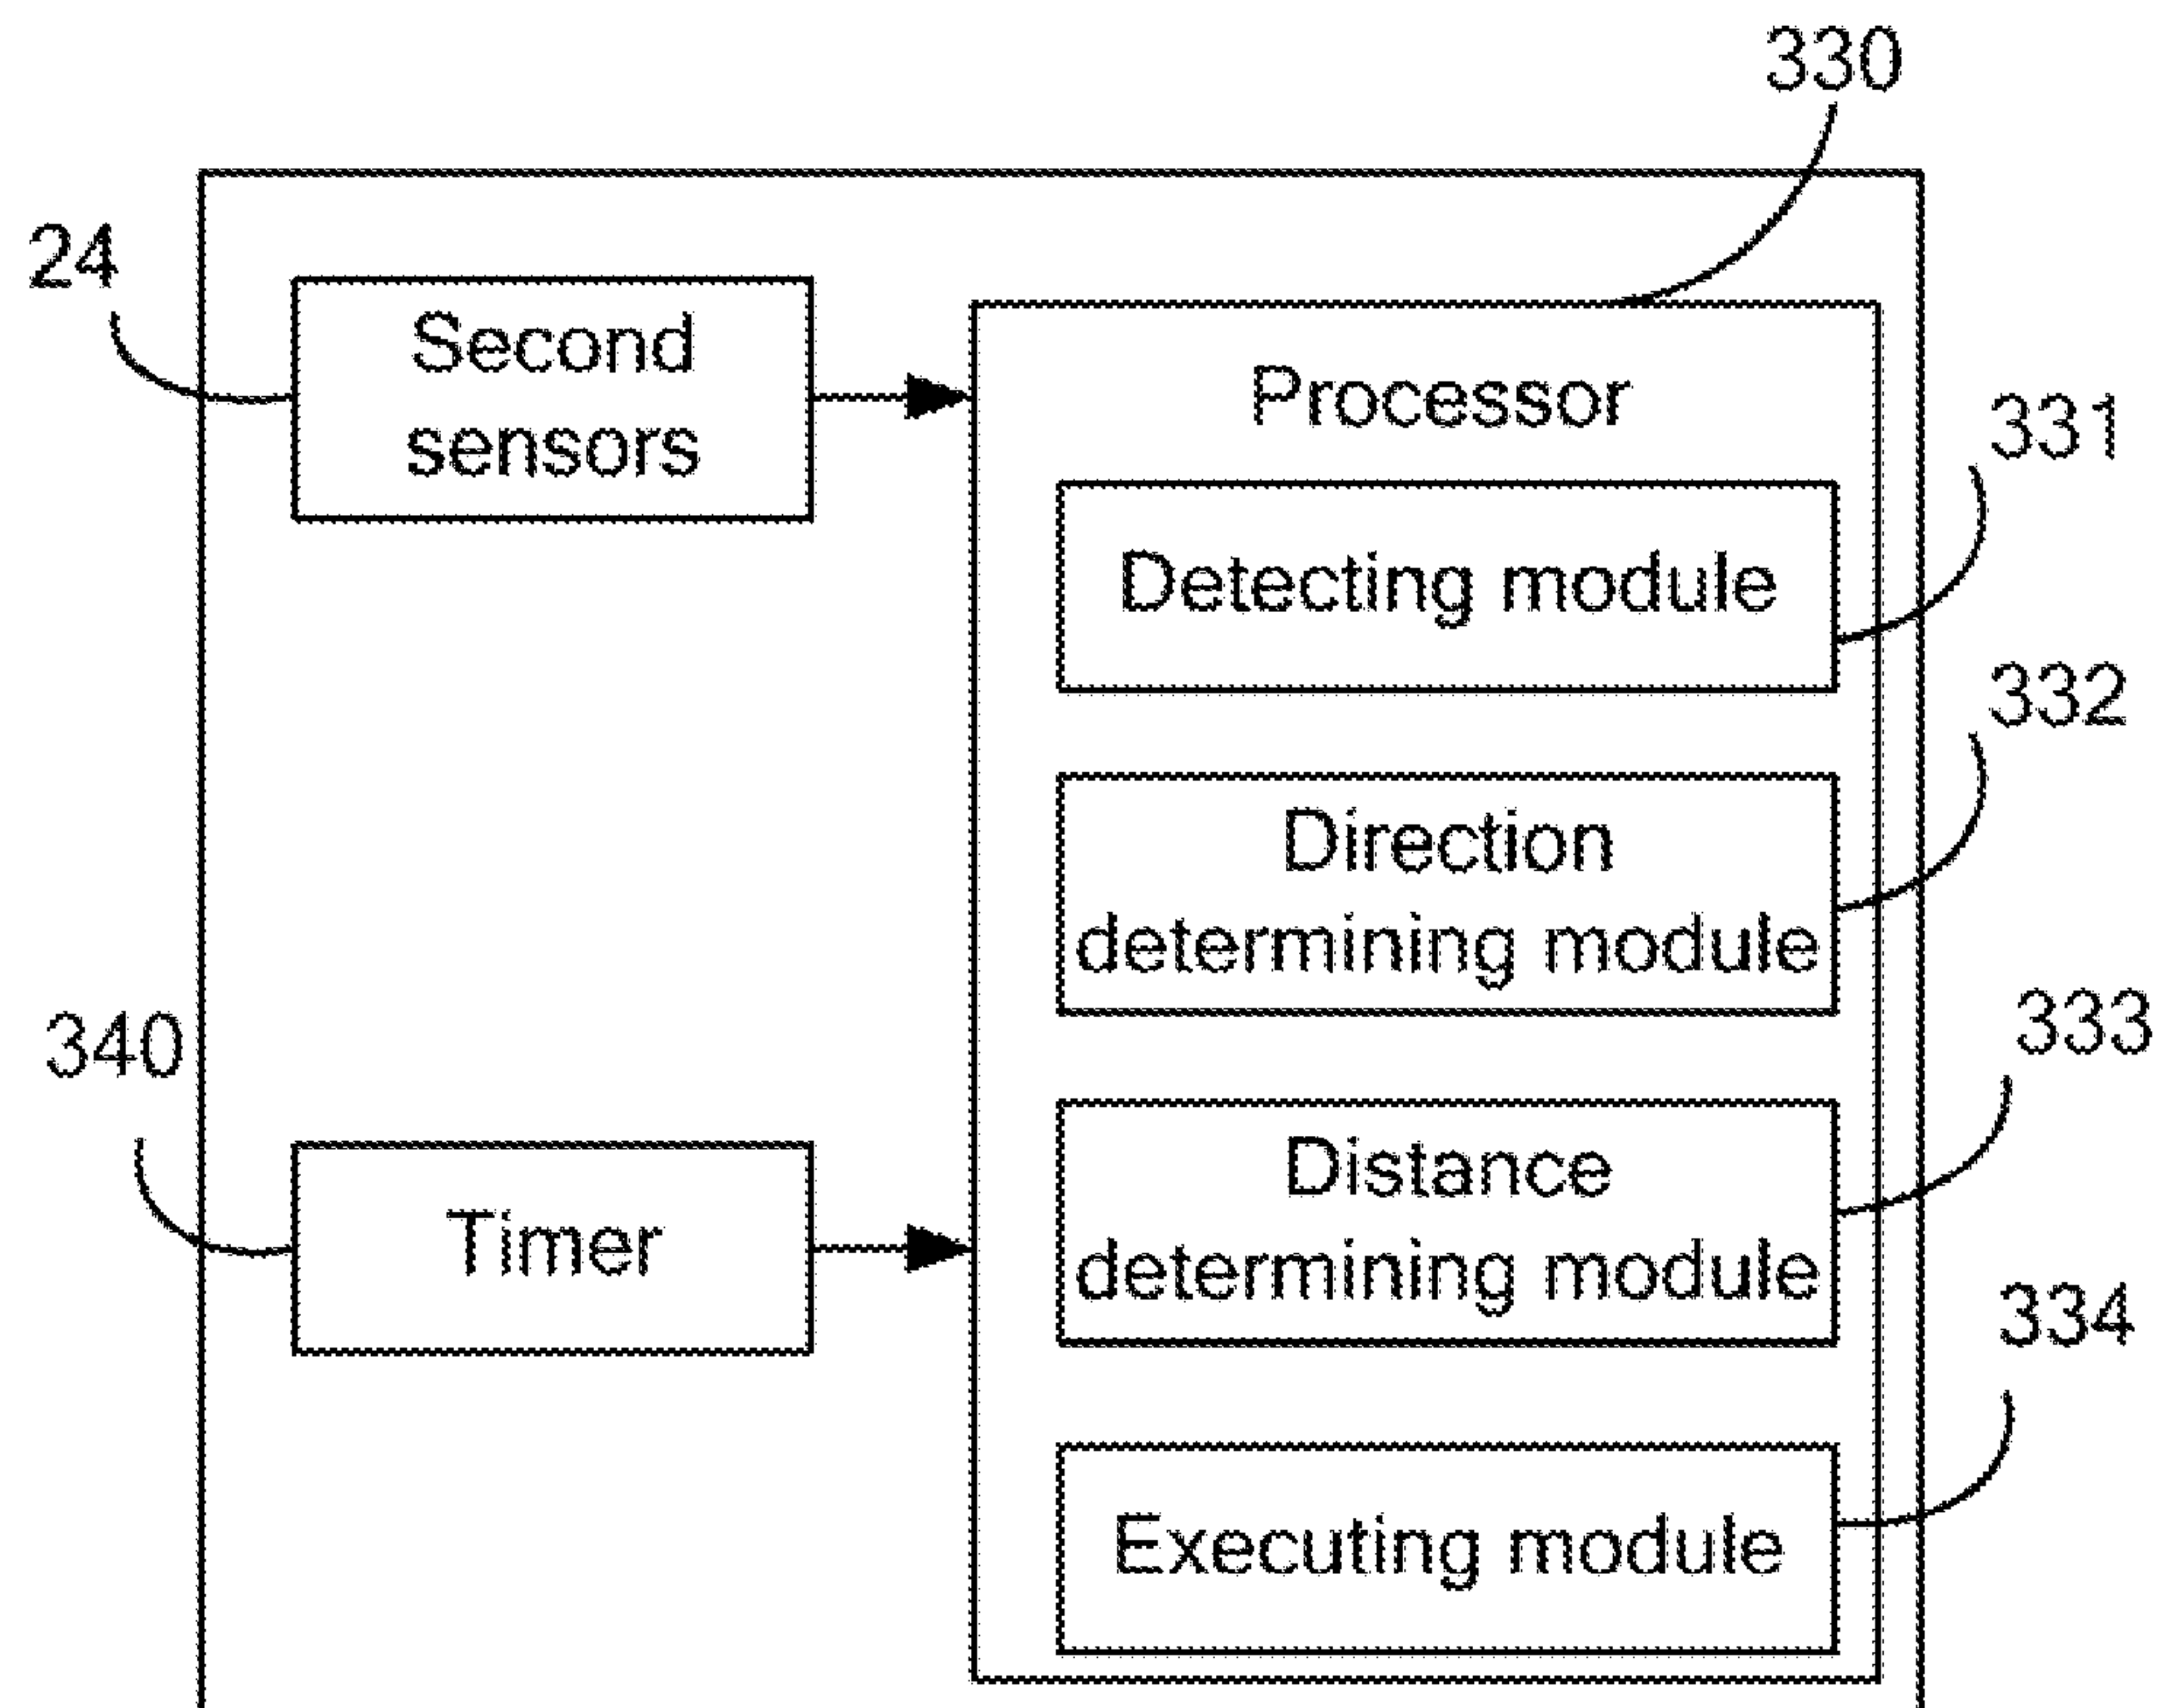 330
24
Second
sensors
Processor
331
Detecting module
332
Direction
determining module
340
333
Timer
Distance
determining module
334
Executing module